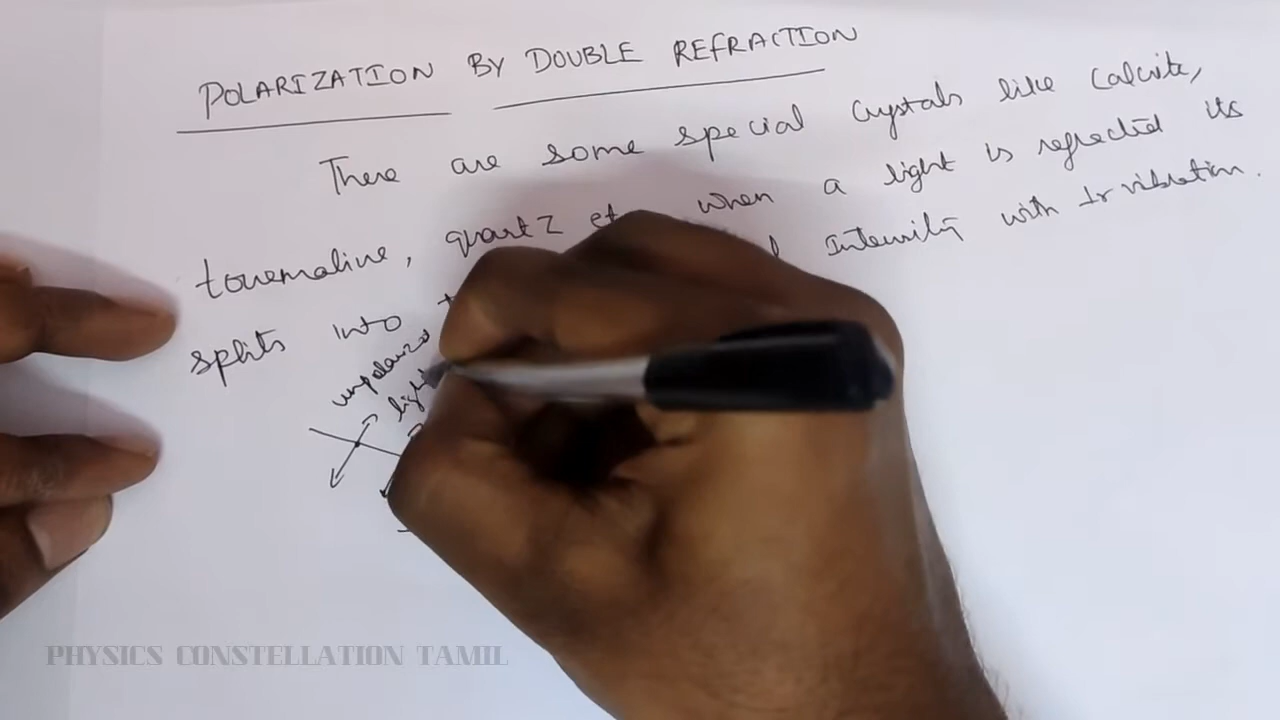 POLARIZATION BY DOUBLE REFRACTION
There are some special crystals like calcite,
tourmaline, quartz when a light is refracted its
splits into intensity with ⊥r vibration.
unpolarized
light
PHYSICS CONSTELLATION TAMIL